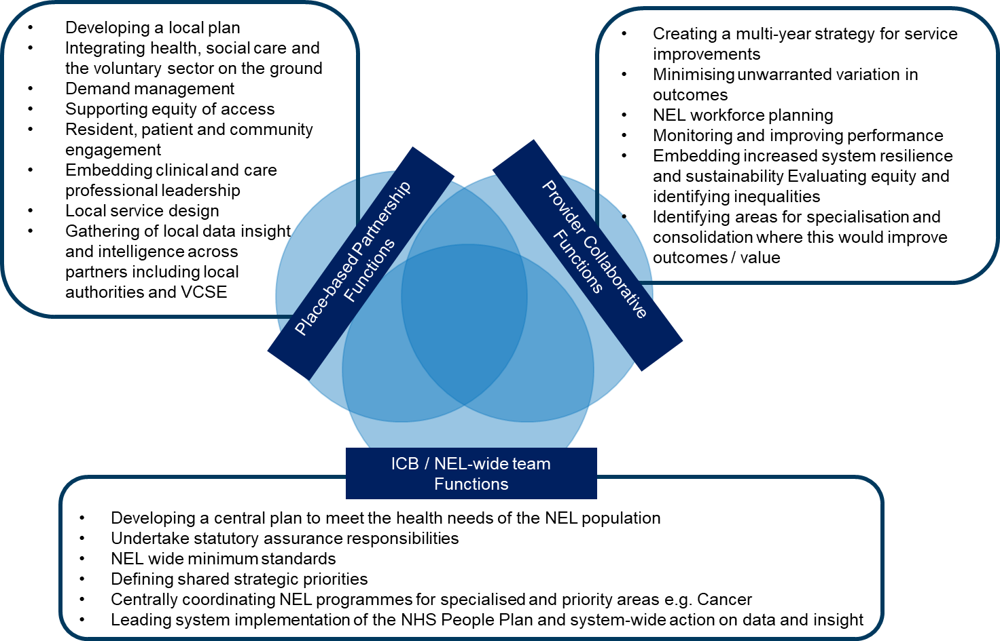 • Developing a local plan
• Integrating health, social care and
the voluntary sector on the ground
• Demand management
• Supporting equity of access
• Resident, patient and community
engagement
• Embedding clinical and care
professional leadership
• Local service design
• Gathering of local data insight
and intelligence across
partners including local
authorities and VCSE
Place-based Partnership
Functions
• Creating a multi-year strategy for service
improvements
• Minimising unwarranted variation in
outcomes
• NEL workforce planning
• Monitoring and improving performance
• Embedding increased system resilience
and sustainability Evaluating equity and
identifying inequalities
• Identifying areas for specialisation and
consolidation where this would improve
outcomes / value
Provider Collaborative
Functions
ICB / NEL-wide team
Functions
• Developing a central plan to meet the health needs of the NEL population
• Undertake statutory assurance responsibilities
• NEL wide minimum standards
• Defining shared strategic priorities
• Centrally coordinating NEL programmes for specialised and priority areas e.g. Cancer
• Leading system implementation of the NHS People Plan and system-wide action on data and insight